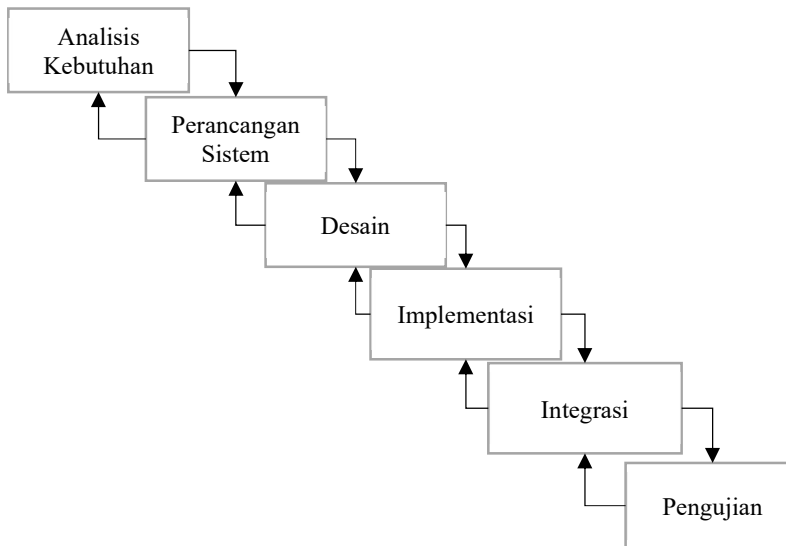 Analisis
Kebutuhan
Perancangan
Sistem
Desain
Implementasi
Integrasi
Pengujian